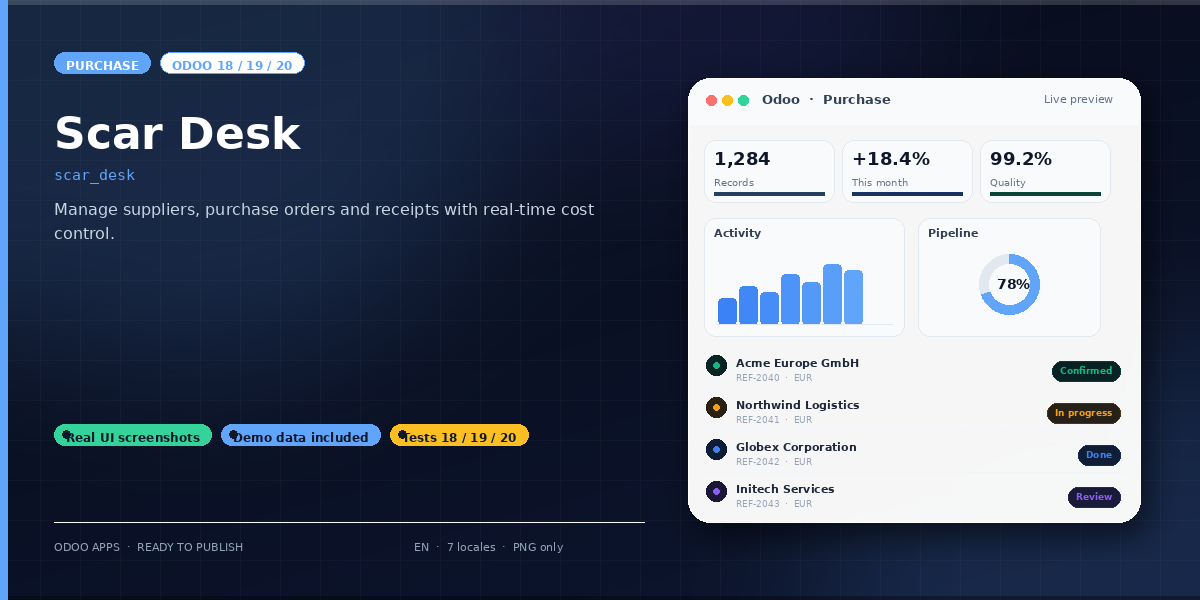 PURCHASE
ODOO 18 / 19 / 20
Scar Desk
scar_desk
Manage suppliers, purchase orders and receipts with real-time cost
control.
Real UI screenshots
Demo data included
Tests 18 / 19 / 20
ODOO APPS · READY TO PUBLISH
EN · 7 locales · PNG only
Odoo · Purchase
Live preview
1,284
Records
+18.4%
This month
99.2%
Quality
Activity
Pipeline
78%
Acme Europe GmbH
REF-2040 · EUR
Confirmed
Northwind Logistics
REF-2041 · EUR
In progress
Globex Corporation
REF-2042 · EUR
Done
Initech Services
REF-2043 · EUR
Review